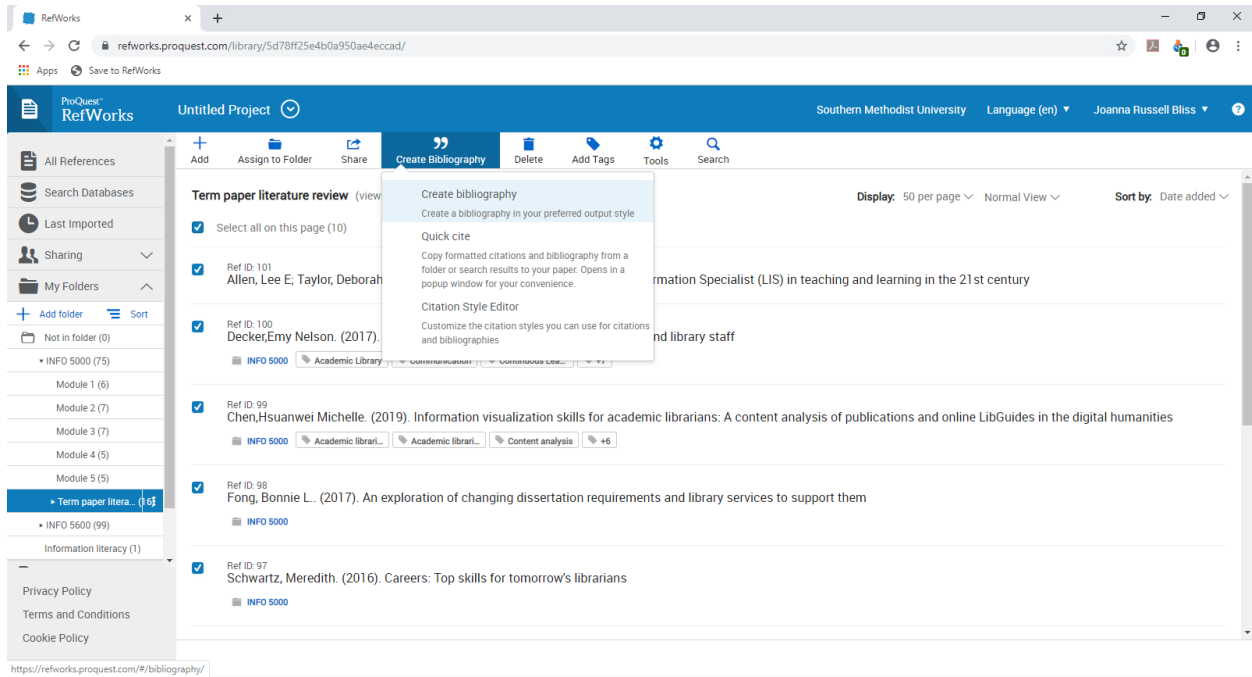 RefWorks
refworks.proquest.com/library/5d78ff25e4b0a950ae4eccad/
Apps Save to RefWorks
ProQuest®
RefWorks
Untitled Project
Southern Methodist University Language (en) ▼ Joanna Russell Bliss ▼ ?
Add Assign to Folder Share Create Bibliography Delete Add Tags Tools Search
All References
Search Databases
Last Imported
Sharing
My Folders
Add folder Sort
Not in folder (0)
INFO 5000 (75)
Module 1 (6)
Module 2 (7)
Module 3 (7)
Module 4 (5)
Module 5 (5)
Term paper litera...
INFO 5600 (99)
Information literacy (1)
Privacy Policy
Terms and Conditions
Cookie Policy
https://refworks.proquest.com/#/bibliography/
Create bibliography
Create a bibliography in your preferred output style
Quick cite
Copy formatted citations and bibliography from a
folder or search results to your paper. Opens in a
popup window for your convenience.
Citation Style Editor
Customize the citation styles you can use for citations
and bibliographies
Term paper literature review (view
Display: 50 per page Normal View Sort by: Date added
Select all on this page (10)
Ref ID: 101
Allen, Lee E; Taylor, Deborah rmation Specialist (LIS) in teaching and learning in the 21st century
Ref ID: 100
Decker,Emy Nelson. (2017). nd library staff
INFO 5000 Academic Library Communication Continuous Lea... +7
Ref ID: 99
Chen,Hsuanwei Michelle. (2019). Information visualization skills for academic librarians: A content analysis of publications and online LibGuides in the digital humanities
INFO 5000 Academic librari... Academic librari... Content analysis +6
Ref ID: 98
Fong, Bonnie L.. (2017). An exploration of changing dissertation requirements and library services to support them
INFO 5000
Ref ID: 97
Schwartz, Meredith. (2016). Careers: Top skills for tomorrow's librarians
INFO 5000